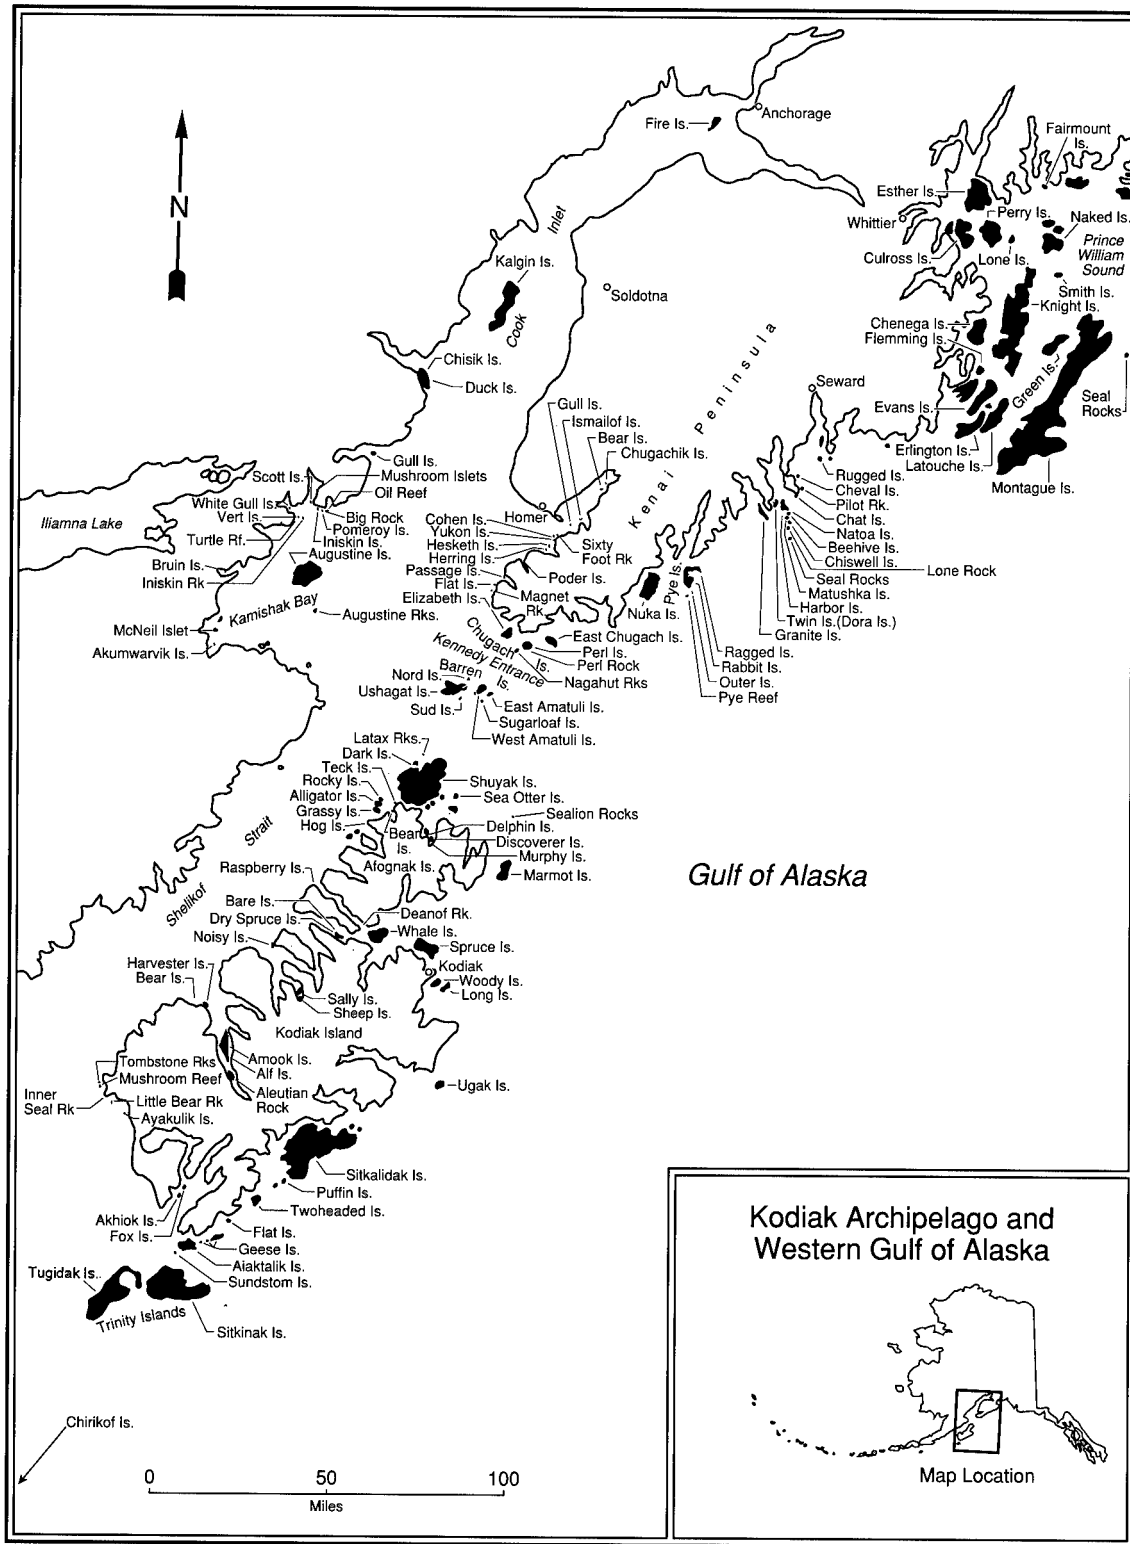 Anchorage
Fire Is.
Fairmount
Is.
Esther Is.
Perry Is.
Naked Is.
Whittier
Culross Is.
Lone Is.
Prince
William
Sound
N
Inlet
Kalgin Is.
Cook
Soldotna
Smith Is.
Knight Is.
Chenega Is.
Flemming Is.
Green Is.
Seal
Rocks
Evans Is.
Erlington Is.
Latouche Is.
Montague Is.
Chisik Is.
Duck Is.
Kenai Peninsula
Seward
Gull Is.
Ismailof Is.
Bear Is.
Chugachik Is.
Gull Is.
Scott Is.
Mushroom Islets
Oil Reef
White Gull Is.
Vert Is.
Big Rock
Pomeroy Is.
Iliamna Lake
Turtle Rf.
Iniskin Is.
Augustine Is.
Bruin Is.
Iniskin Rk
Homer
Cohen Is.
Yukon Is.
Hesketh Is.
Herring Is.
Sixty
Foot Rk
Passage Is.
Flat Is.
Elizabeth Is.
Poder Is.
Magnet
Rk
Rugged Is.
Cheval Is.
Pilot Rk.
Chat Is.
Natoa Is.
Beehive Is.
Chiswell Is.
Lone Rock
Seal Rocks
Matushka Is.
Harbor Is.
Twin Is.(Dora Is.)
Granite Is.
Nuka Is.
Pye Is.
Ragged Is.
Rabbit Is.
Outer Is.
Pye Reef
Kamishak Bay
Augustine Rks.
McNeil Islet
Akumwarvik Is.
Chugach
Is.
East Chugach Is.
Perl Is.
Perl Rock
Nagahut Rks
Kennedy Entrance
Barren
Is.
Nord Is.
Ushagat Is.
Sud Is.
East Amatuli Is.
Sugarloaf Is.
West Amatuli Is.
Latax Rks.
Dark Is.
Teck Is.
Rocky Is.
Alligator Is.
Grassy Is.
Hog Is.
Shuyak Is.
Sea Otter Is.
Sealion Rocks
Bear
Is.
Delphin Is.
Discoverer Is.
Murphy Is.
Strait
Shelikof
Raspberry Is.
Afognak Is.
Marmot Is.
Gulf of Alaska
Bare Is.
Deanof Rk.
Dry Spruce Is.
Whale Is.
Noisy Is.
Spruce Is.
Harvester Is.
Bear Is.
Kodiak
Woody Is.
Long Is.
Sally Is.
Sheep Is.
Kodiak Island
Tombstone Rks
Mushroom Reef
Amook Is.
Alf Is.
Aleutian
Rock
Ugak Is.
Inner
Seal Rk
Little Bear Rk
Ayakulik Is.
Sitkalidak Is.
Puffin Is.
Twoheaded Is.
Akhiok Is.
Fox Is.
Flat Is.
Geese Is.
Aiaktalik Is.
Sundstom Is.
Tugidak Is..
Trinity Islands
Sitkinak Is.
Chirikof Is.
0 50 100
Miles
Kodiak Archipelago and
Western Gulf of Alaska
Map Location